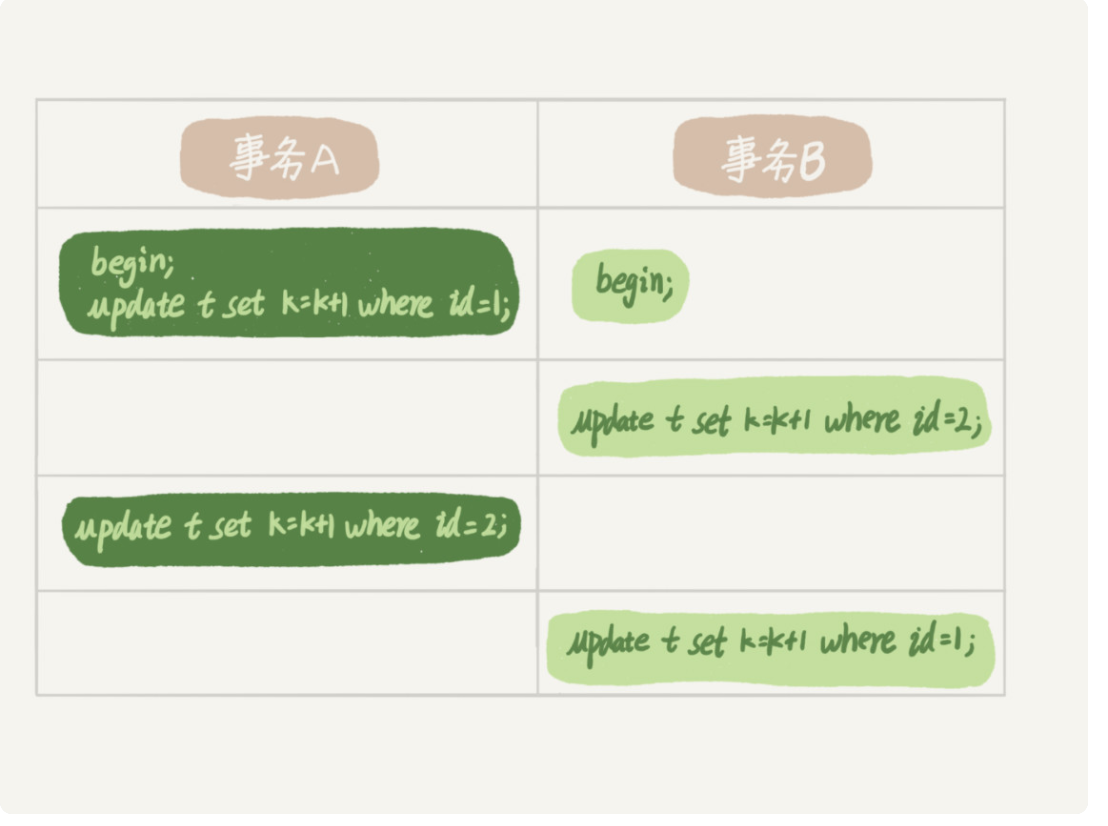 事务A
事务B
begin;
update t set k=k+1 where id=1;
begin;
update t set k=k+1 where id=2;
update t set k=k+1 where id=2;
update t set k=k+1 where id=1;